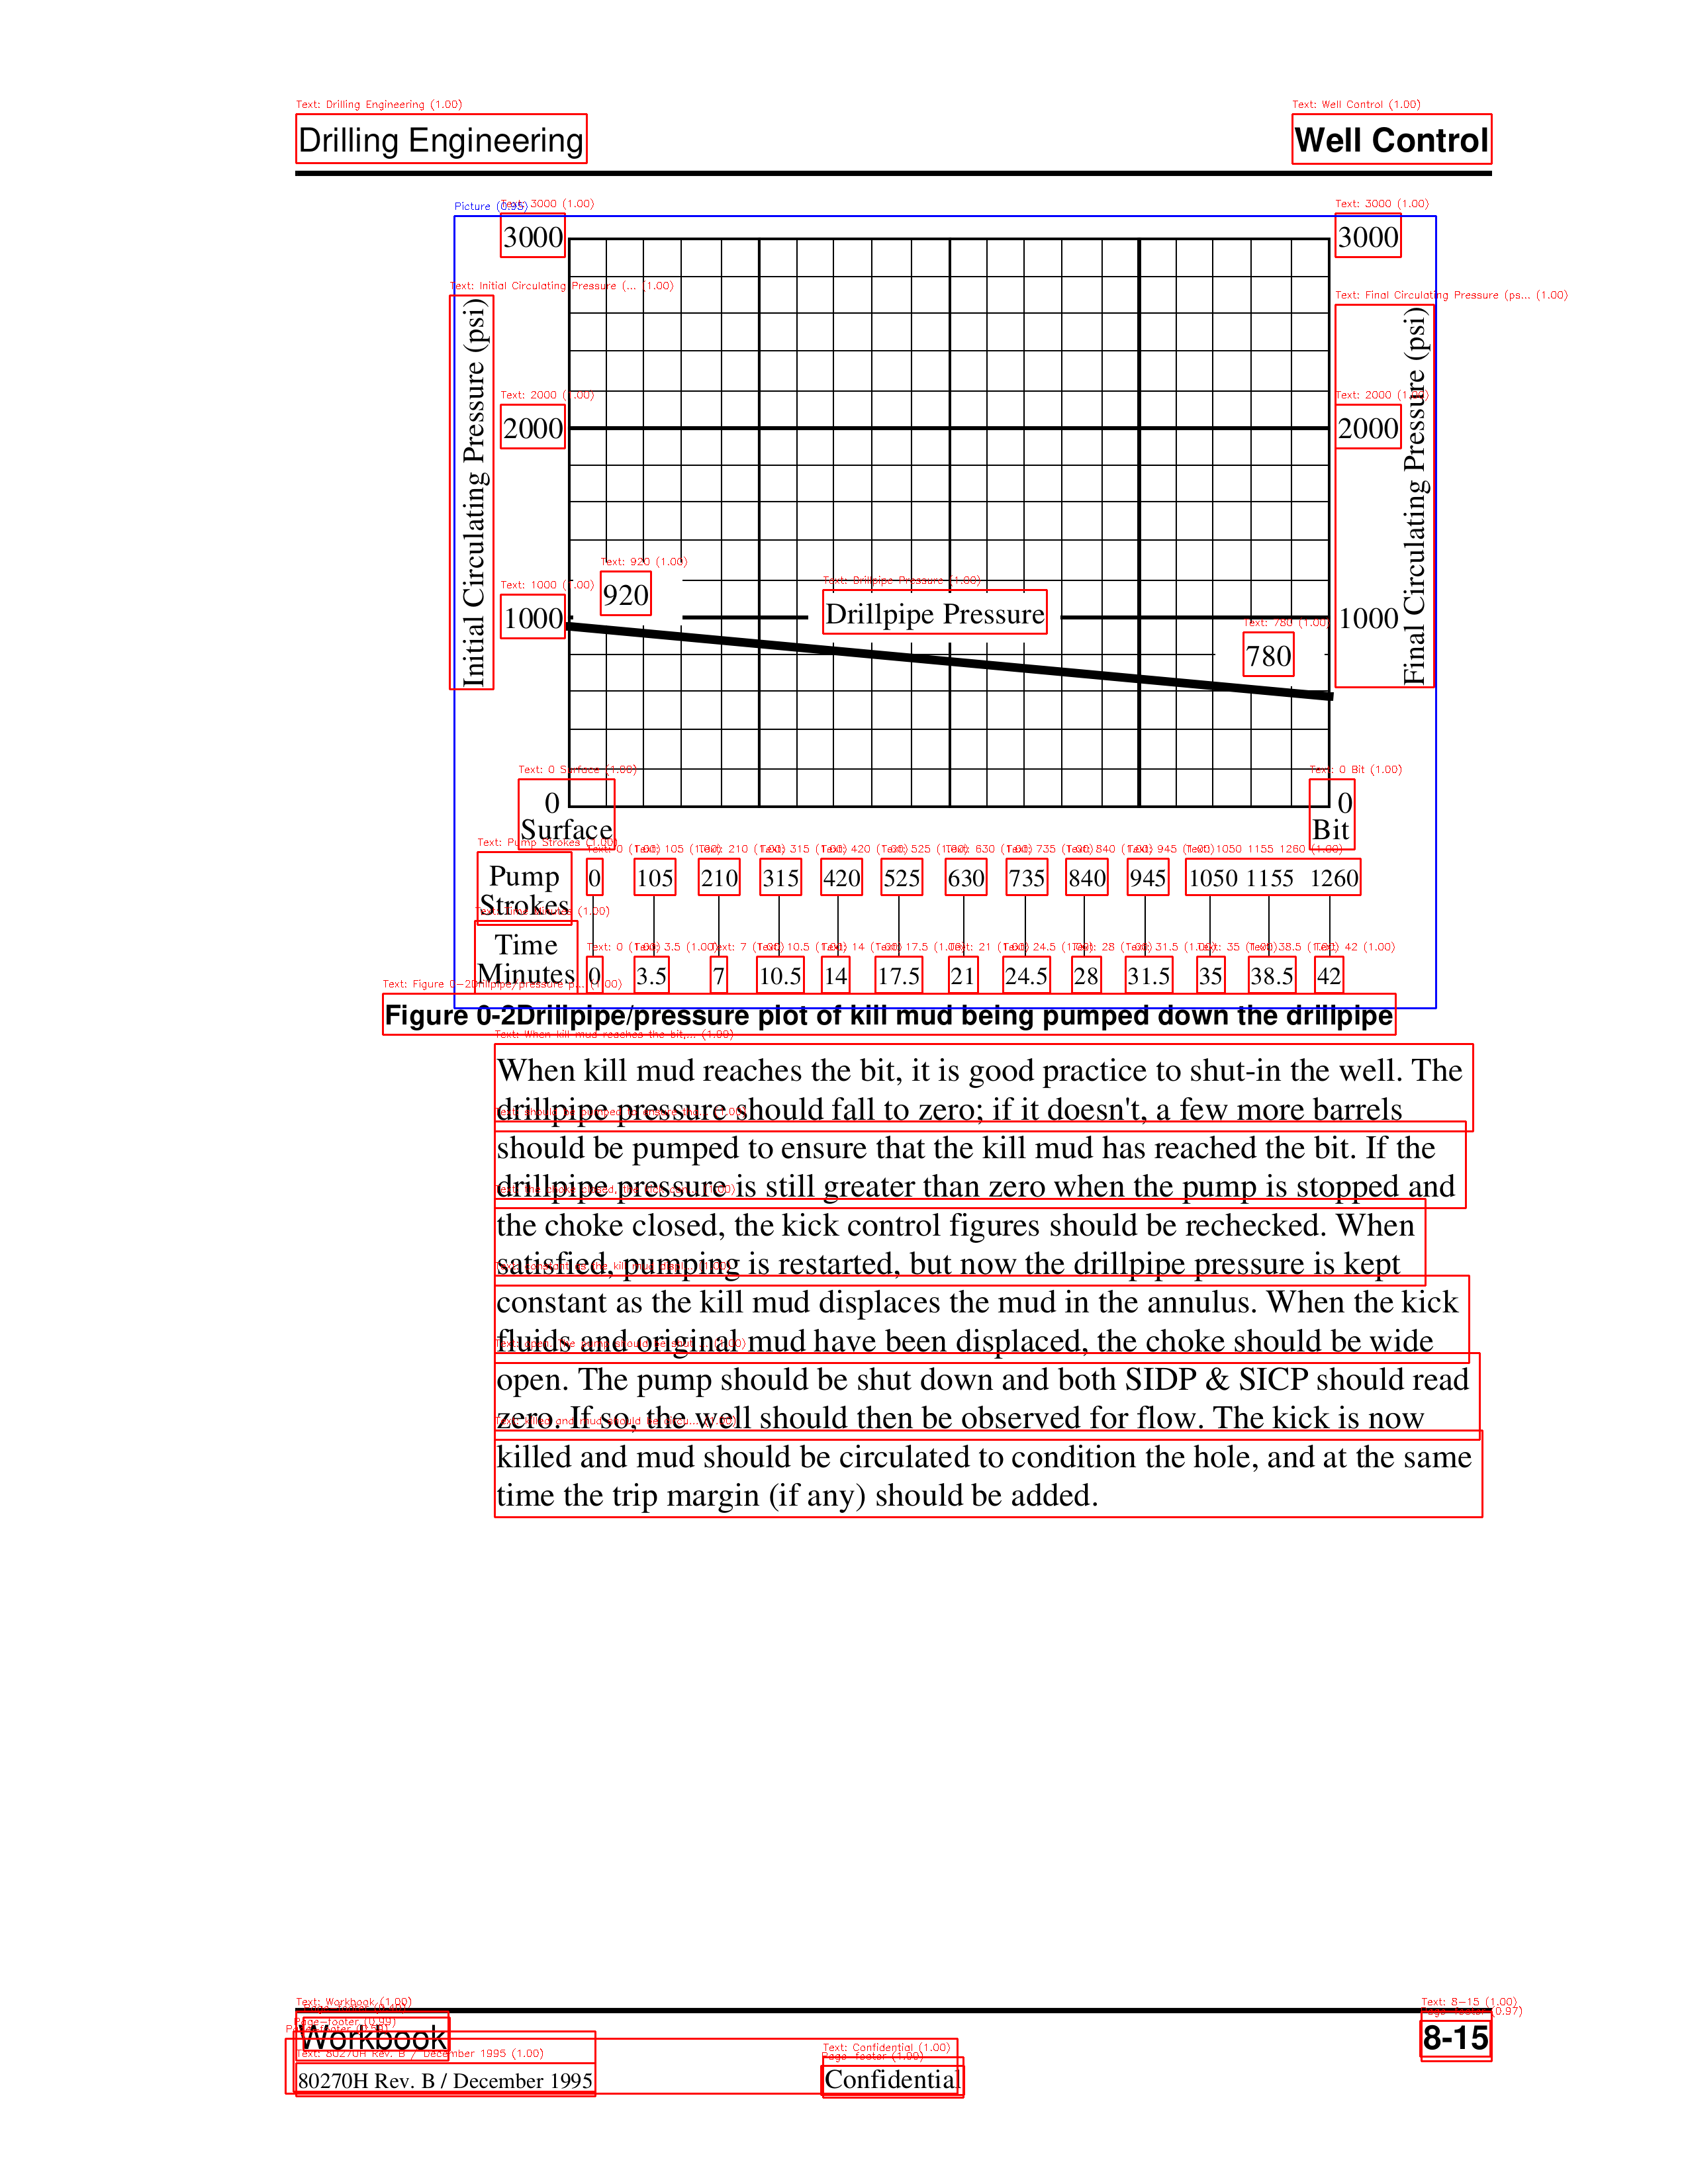 Drilling Engineering
Well Control
3000
3000
Initial Circulating Pressure (psi)
Final Circulating Pressure (psi)
2000
2000
920
1000
Drillpipe Pressure
1000
780
0
0
Surface
Bit
Pump
Strokes
0 105 210 315 420 525 630 735 840 945 1050 1155 1260
Time
Minutes
0 3.5 7 10.5 14 17.5 21 24.5 28 31.5 35 38.5 42
Figure 0-2Drillpipe/pressure plot of kill mud being pumped down the drillpipe
When kill mud reaches the bit, it is good practice to shut-in the well. The
drillpipe pressure should fall to zero; if it doesn't, a few more barrels
should be pumped to ensure that the kill mud has reached the bit. If the
drillpipe pressure is still greater than zero when the pump is stopped and
the choke closed, the kick control figures should be rechecked. When
satisfied, pumping is restarted, but now the drillpipe pressure is kept
constant as the kill mud displaces the mud in the annulus. When the kick
fluids and original mud have been displaced, the choke should be wide
open. The pump should be shut down and both SIDP & SICP should read
zero. If so, the well should then be observed for flow. The kick is now
killed and mud should be circulated to condition the hole, and at the same
time the trip margin (if any) should be added.
Workbook
8-15
80270H Rev. B / December 1995
Confidential